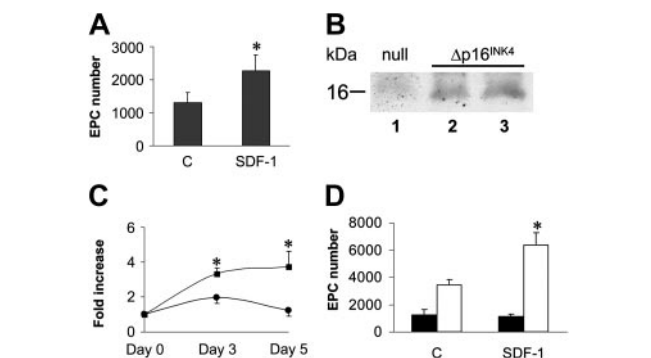 A
EPC number
3000
2000
1000
0
*
C SDF-1
B
kDa null Δp16INK4
16
1 2 3
C
Fold increase
6
4
2
0
* *
Day 0 Day 3 Day 5
D
EPC number
8000
6000
4000
2000
0
*
C SDF-1